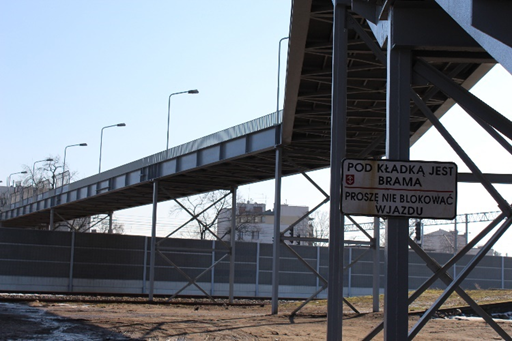 POD KŁADKĄ JEST
BRAMA
PROSZĘ NIE BLOKOWAĆ
WJAZDU